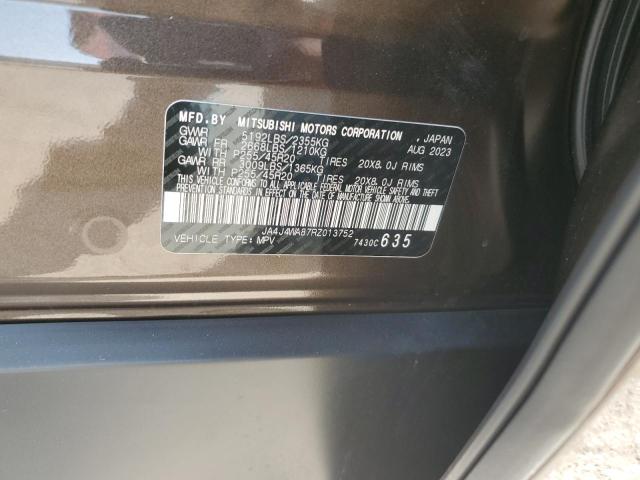 MFD.BY MITSUBISHI MOTORS CORPORATION , JAPAN
GVWR 5192LBS/2355KG AUG 2023
GAWR FR 2668LBS/1210KG
WITH P255/45R20 TIRES 20X8.0J RIMS
GAWR RR 3009LBS/1365KG
WITH P255/45R20 TIRES 20X8.0J RIMS
THIS VEHICLE CONFORMS TO ALL APPLICABLE FEDERAL MOTOR VEHICLE SAFETY AND THEFT
PREVENTION STANDARDS IN EFFECT ON THE DATE OF MANUFACTURE SHOWN ABOVE.
JA4J4WA87RZ013752
VEHICLE TYPE: MPV 7430C 635